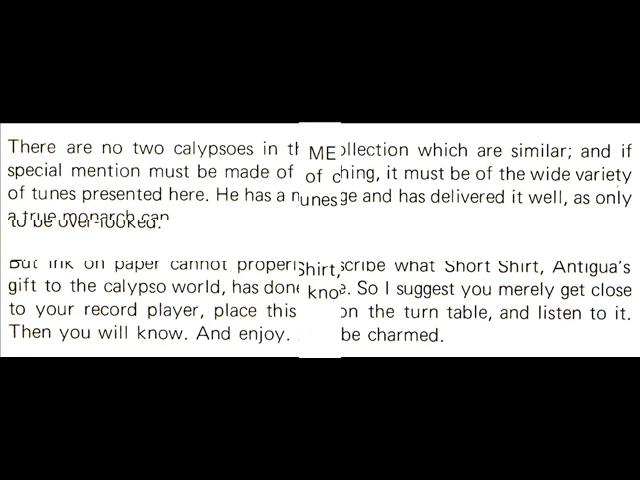 There are no two calypsoes in ME ollection which are similar; and if
special mention must be made of of c hing, it must be of the wide variety
of tunes presented here. He has a unes ge and has delivered it well, as only
a true monarch can
to be over-looked.
But ink on paper cannot Shirt, scribe what Short Shirt, Antigua's
gift to the calypso world, has done kno e. So I suggest you merely get close
to your record player, place this on the turn table, and listen to it.
Then you will know. And enjoy. be charmed.